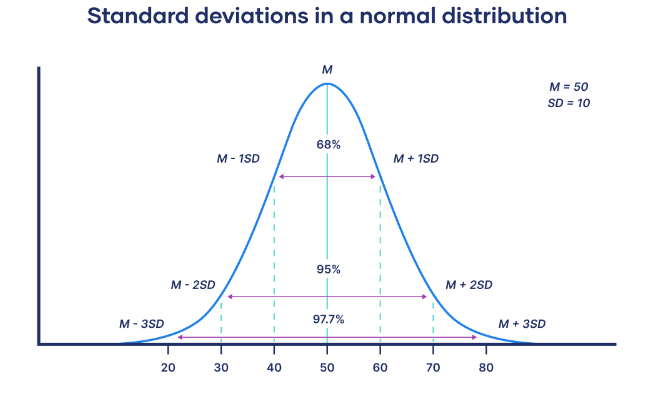 Standard deviations in a normal distribution
M
M = 50
SD = 10
68%
M - 1SD
M + 1SD
95%
M - 2SD
M + 2SD
97.7%
M - 3SD
M + 3SD
20 30 40 50 60 70 80